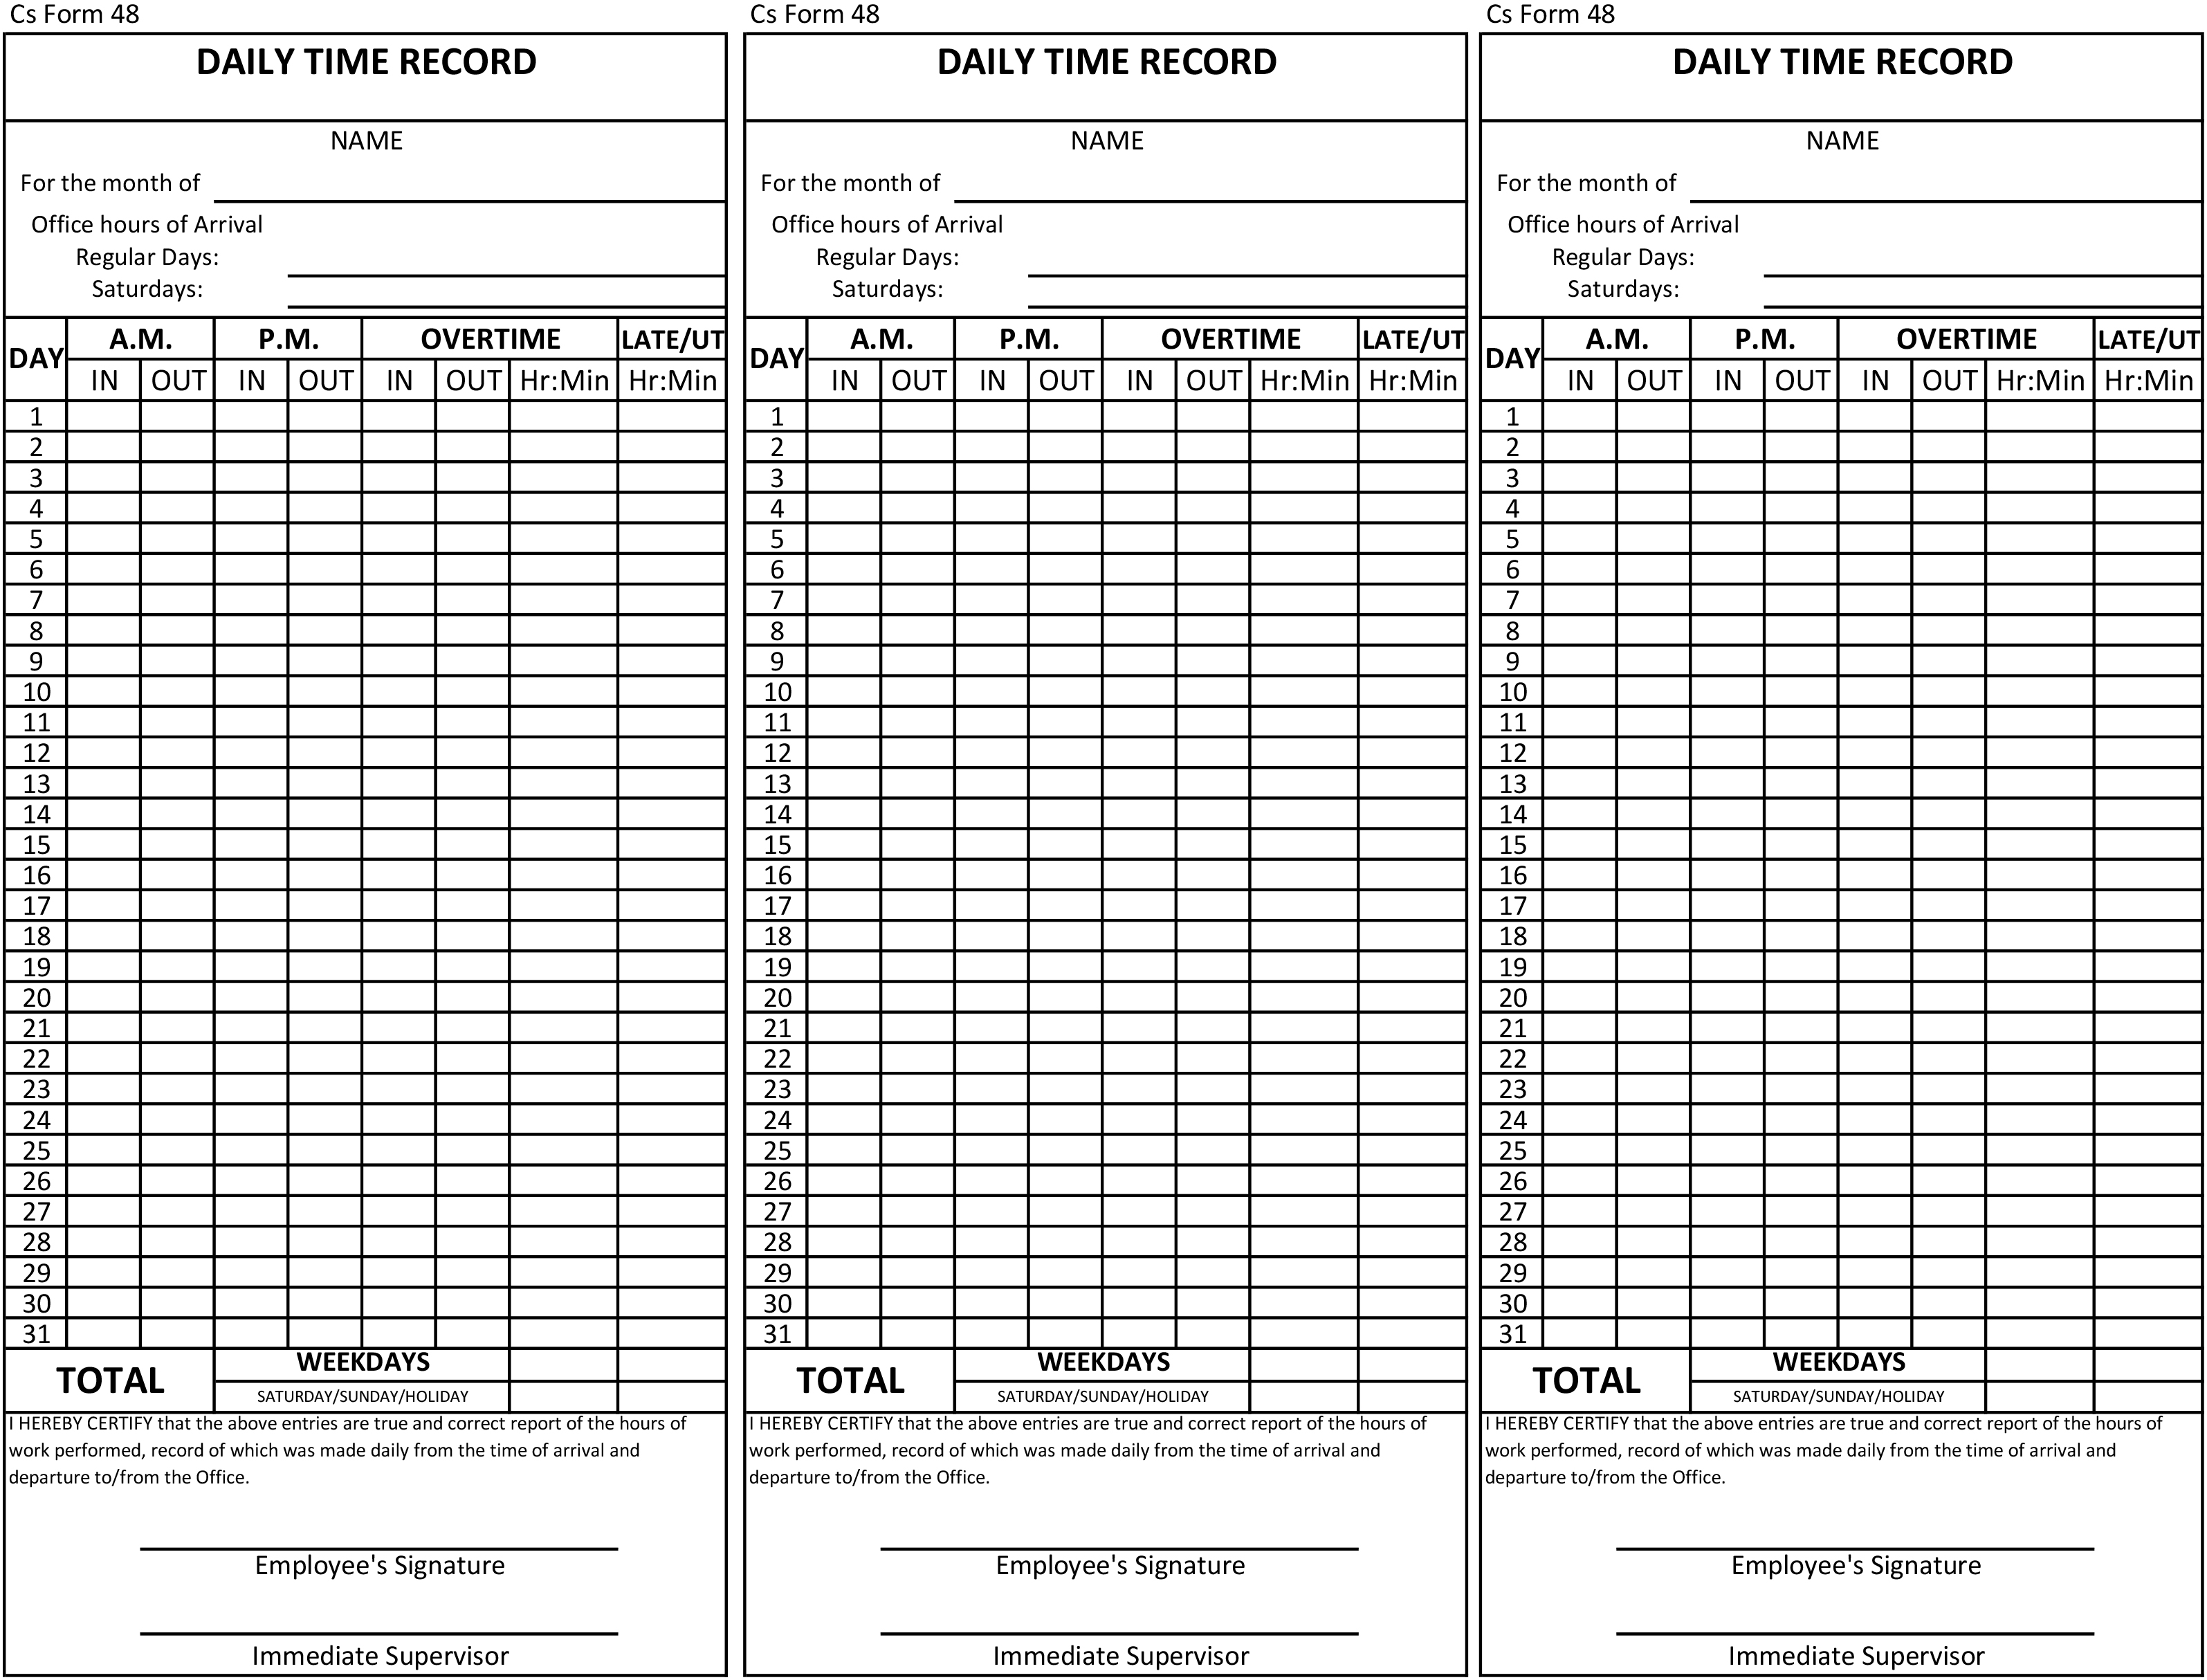 Cs Form 48
DAILY TIME RECORD
NAME
For the month of
Office hours of Arrival
Regular Days:
Saturdays:
DAY A.M. P.M. OVERTIME LATE/UT
IN OUT IN OUT IN OUT Hr:Min Hr:Min
1
2
3
4
5
6
7
8
9
10
11
12
13
14
15
16
17
18
19
20
21
22
23
24
25
26
27
28
29
30
31
TOTAL WEEKDAYS
SATURDAY/SUNDAY/HOLIDAY
I HEREBY CERTIFY that the above entries are true and correct report of the hours of
work performed, record of which was made daily from the time of arrival and
departure to/from the Office.
Employee's Signature
Immediate Supervisor
Cs Form 48
DAILY TIME RECORD
NAME
For the month of
Office hours of Arrival
Regular Days:
Saturdays:
DAY A.M. P.M. OVERTIME LATE/UT
IN OUT IN OUT IN OUT Hr:Min Hr:Min
1
2
3
4
5
6
7
8
9
10
11
12
13
14
15
16
17
18
19
20
21
22
23
24
25
26
27
28
29
30
31
TOTAL WEEKDAYS
SATURDAY/SUNDAY/HOLIDAY
I HEREBY CERTIFY that the above entries are true and correct report of the hours of
work performed, record of which was made daily from the time of arrival and
departure to/from the Office.
Employee's Signature
Immediate Supervisor
Cs Form 48
DAILY TIME RECORD
NAME
For the month of
Office hours of Arrival
Regular Days:
Saturdays:
DAY A.M. P.M. OVERTIME LATE/UT
IN OUT IN OUT IN OUT Hr:Min Hr:Min
1
2
3
4
5
6
7
8
9
10
11
12
13
14
15
16
17
18
19
20
21
22
23
24
25
26
27
28
29
30
31
TOTAL WEEKDAYS
SATURDAY/SUNDAY/HOLIDAY
I HEREBY CERTIFY that the above entries are true and correct report of the hours of
work performed, record of which was made daily from the time of arrival and
departure to/from the Office.
Employee's Signature
Immediate Supervisor